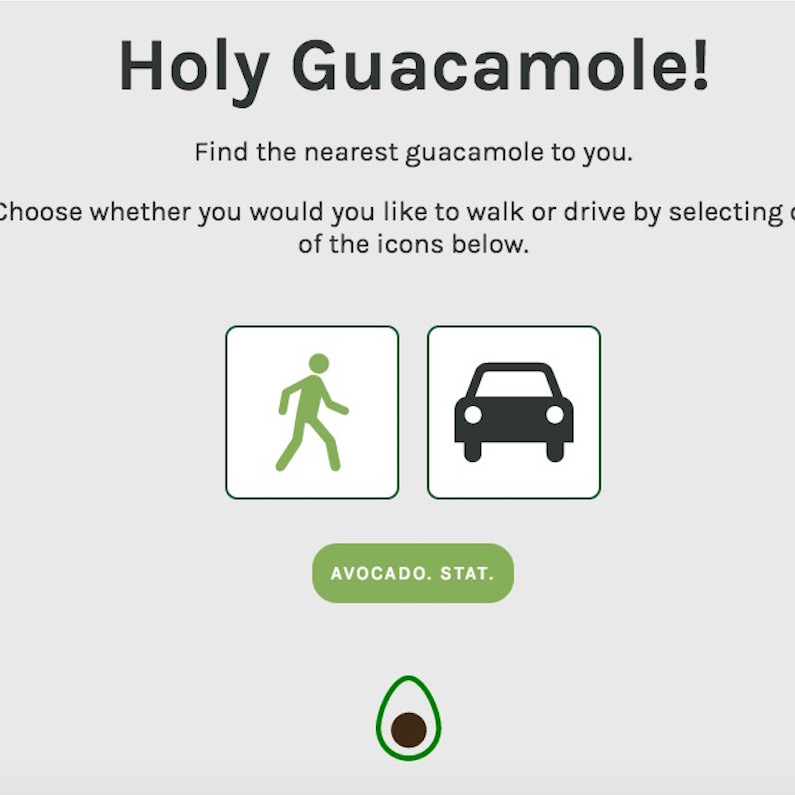 Holy Guacamole!
Find the nearest guacamole to you.
Choose whether you would you like to walk or drive by selecting
of the icons below.
AVOCADO. STAT.